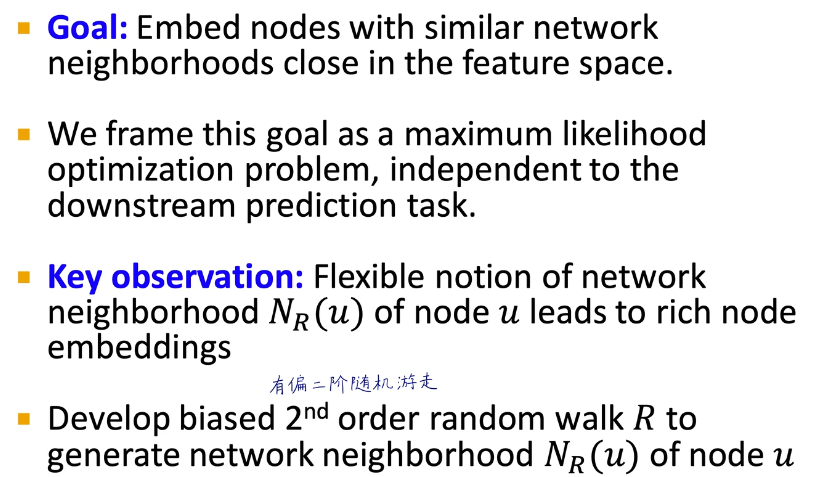 ▪ Goal: Embed nodes with similar network
neighborhoods close in the feature space.
▪ We frame this goal as a maximum likelihood
optimization problem, independent to the
downstream prediction task.
▪ Key observation: Flexible notion of network
neighborhood N_R(u) of node u leads to rich node
embeddings
有偏二阶随机游走
▪ Develop biased 2nd order random walk R to
generate network neighborhood N_R(u) of node u